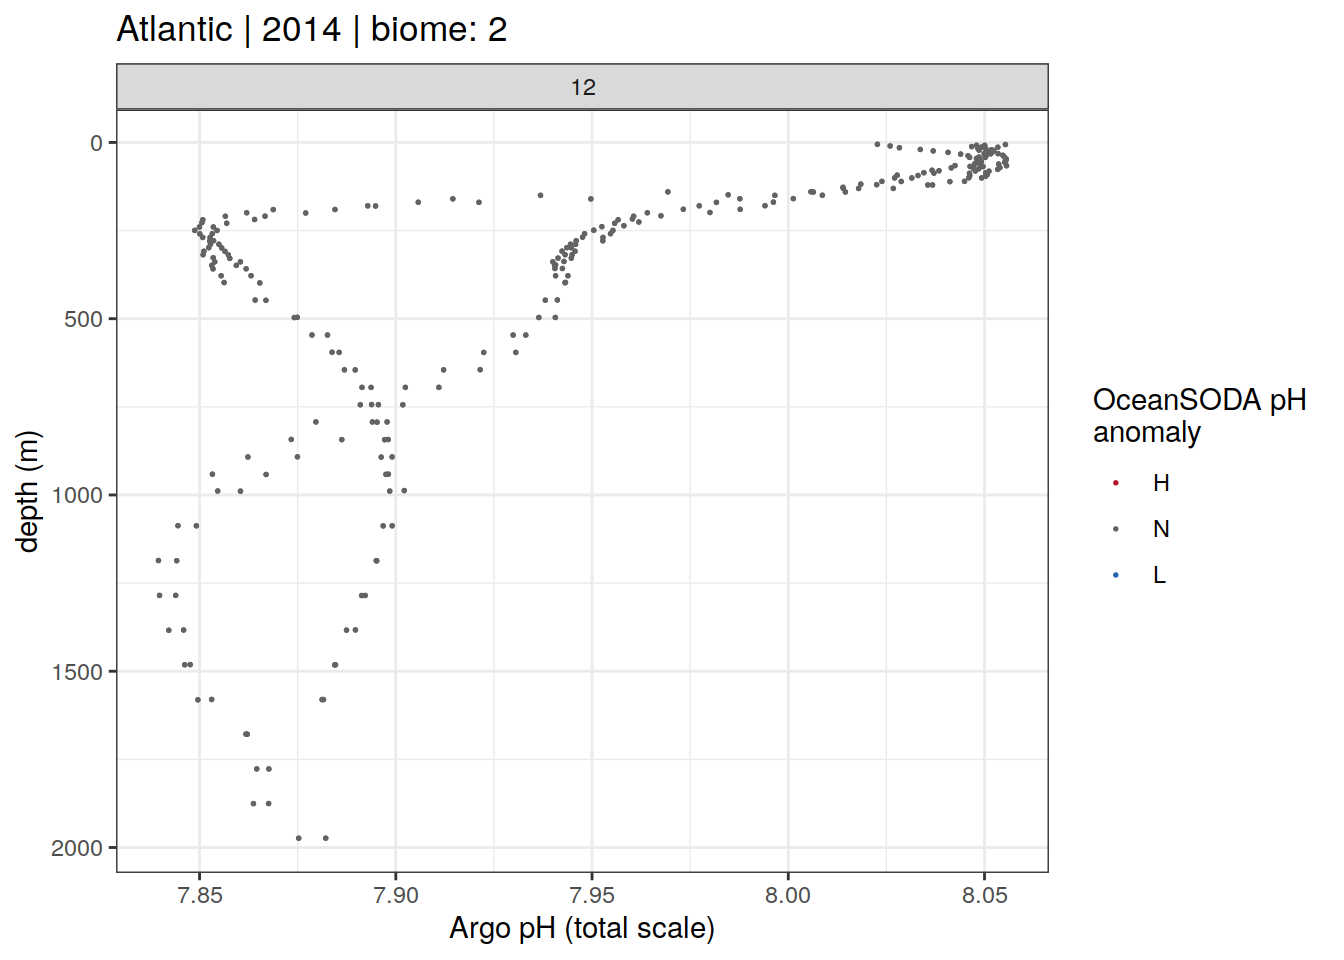 Atlantic | 2014 | biome: 2
12
0
500
1000
1500
2000
depth (m)
7.85 7.90 7.95 8.00 8.05
Argo pH (total scale)
OceanSODA pH
anomaly
H
N
L